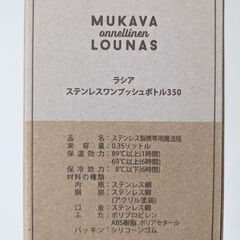 MUKAVA
onnellinen
LOUNAS
ラシア
ステンレスワンプッシュボトル350
品名：ステンレス製携帯用魔法瓶
実容量：0.35リットル
保温効力：89℃以上(1時間)
69℃以上(6時間)
保冷効力：8℃以下(6時間)
材料の種類
内瓶：ステンレス鋼
胴部：ステンレス鋼
(アクリル塗装)
口金：ステンレス鋼
ふた：ポリプロピレン
ABS樹脂、ポリアセタール
パッキン：シリコーンゴム